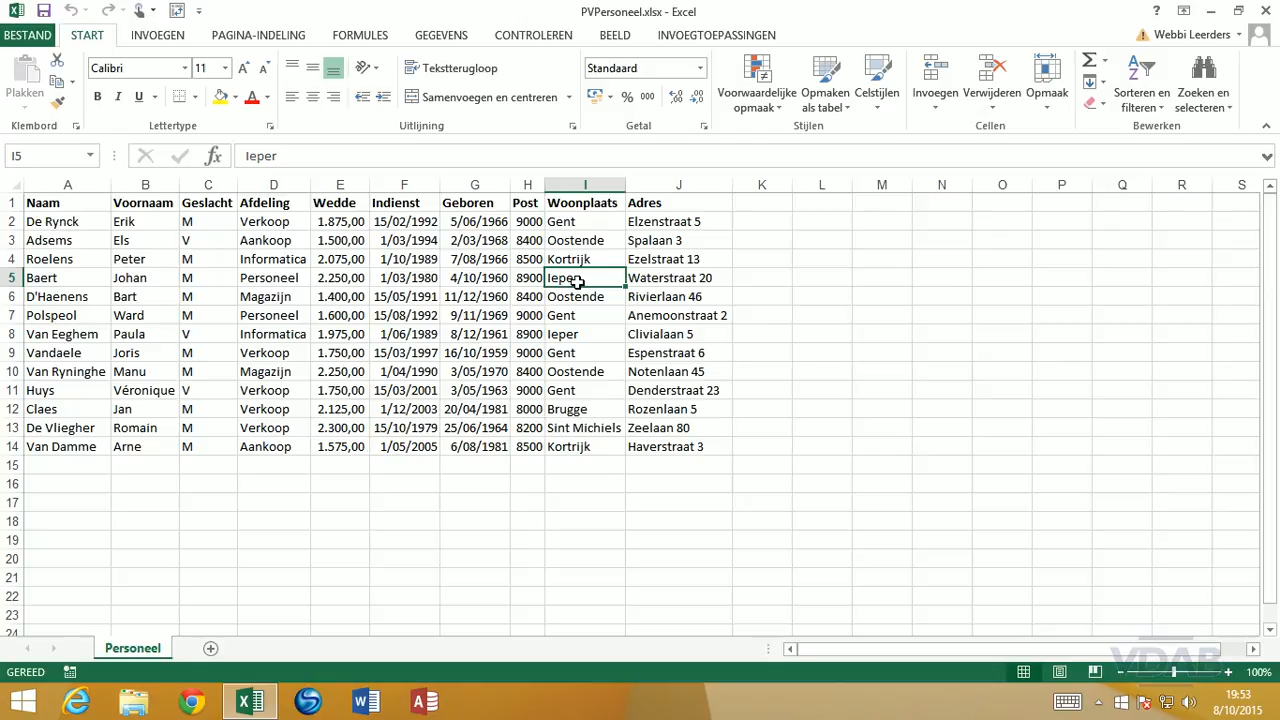 PVPersoneel.xlsx - Excel
BESTAND START INVOEGEN PAGINA-INDELING FORMULES GEGEVENS CONTROLEREN BEELD INVOEGTOEPASSINGEN Webbi Leerders
Plakken
Klembord
Calibri 11
B I U
Lettertype
Tekstterugloop
Samenvoegen en centreren
Uitlijning
Standaard
% 000
Getal
Voorwaardelijke opmaak
Opmaken als tabel
Celstijlen
Stijlen
Invoegen Verwijderen Opmaak
Cellen
Sorteren en filteren
Zoeken en selecteren
Bewerken
I5 fx Ieper
A B C D E F G H I J K L M N O P Q R S
1 Naam Voornaam Geslacht Afdeling Wedde Indienst Geboren Post Woonplaats Adres
2 De Rynck Erik M Verkoop 1.875,00 15/02/1992 5/06/1966 9000 Gent Elzenstraat 5
3 Adsems Els V Aankoop 1.500,00 1/03/1994 2/03/1968 8400 Oostende Spalaan 3
4 Roelens Peter M Informatica 2.075,00 1/10/1989 7/08/1966 8500 Kortrijk Ezelstraat 13
5 Baert Johan M Personeel 2.250,00 1/03/1980 4/10/1960 8900 Ieper Waterstraat 20
6 D'Haenens Bart M Magazijn 1.400,00 15/05/1991 11/12/1960 8400 Oostende Rivierlaan 46
7 Polspeol Ward M Personeel 1.600,00 15/08/1992 9/11/1969 9000 Gent Anemoonstraat 2
8 Van Eeghem Paula V Informatica 1.975,00 1/06/1989 8/12/1961 8900 Ieper Clivialaan 5
9 Vandaele Joris M Verkoop 1.750,00 15/03/1997 16/10/1959 9000 Gent Espenstraat 6
10 Van Ryninghe Manu M Magazijn 2.250,00 1/04/1990 3/05/1970 8400 Oostende Notenlaan 45
11 Huys Véronique V Verkoop 1.750,00 15/03/2001 3/05/1963 9000 Gent Denderstraat 23
12 Claes Jan M Verkoop 2.125,00 1/12/2003 20/04/1981 8000 Brugge Rozenlaan 5
13 De Vliegher Romain M Verkoop 2.300,00 15/10/1979 25/06/1964 8200 Sint Michiels Zeelaan 80
14 Van Damme Arne M Aankoop 1.575,00 1/05/2005 6/08/1981 8500 Kortrijk Haverstraat 3
15
16
17
18
19
20
21
22
23
24
Personeel
GEREED VDAB 100%
19:53
8/10/2015